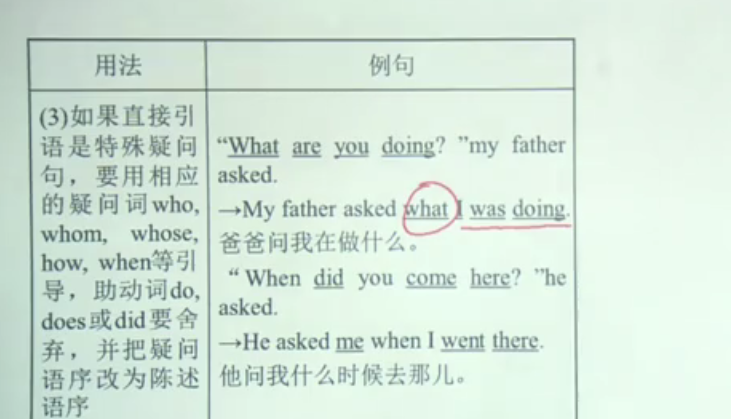 用法
例句
(3)如果直接引
语是特殊疑问
句，要用相应
的疑问词who,
whom, whose,
how, when等引
导，助动词do,
does或did要舍
弃，并把疑问
语序改为陈述
语序
“What are you doing? ”my father
asked.
→My father asked what I was doing.
爸爸问我在做什么。
“ When did you come here? ”he
asked.
→He asked me when I went there.
他问我什么时候去那儿。